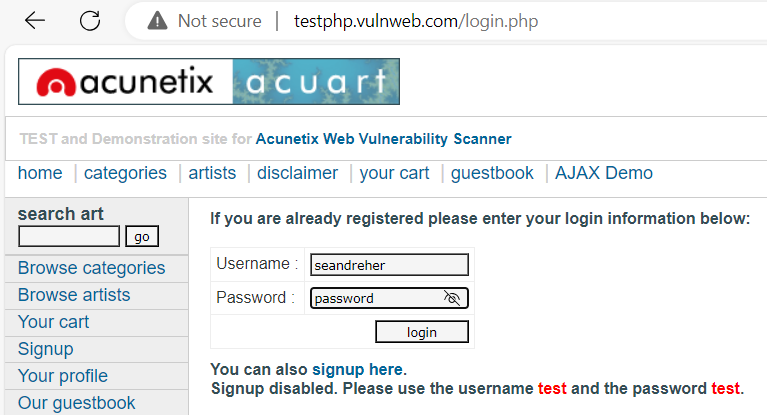 Not secure | testphp.vulnweb.com/login.php
acunetix acuart
TEST and Demonstration site for Acunetix Web Vulnerability Scanner
home | categories | artists | disclaimer | your cart | guestbook | AJAX Demo
search art
go
Browse categories
Browse artists
Your cart
Signup
Your profile
Our guestbook
If you are already registered please enter your login information below:
Username : seandreher
Password : password
login
You can also signup here.
Signup disabled. Please use the username test and the password test.